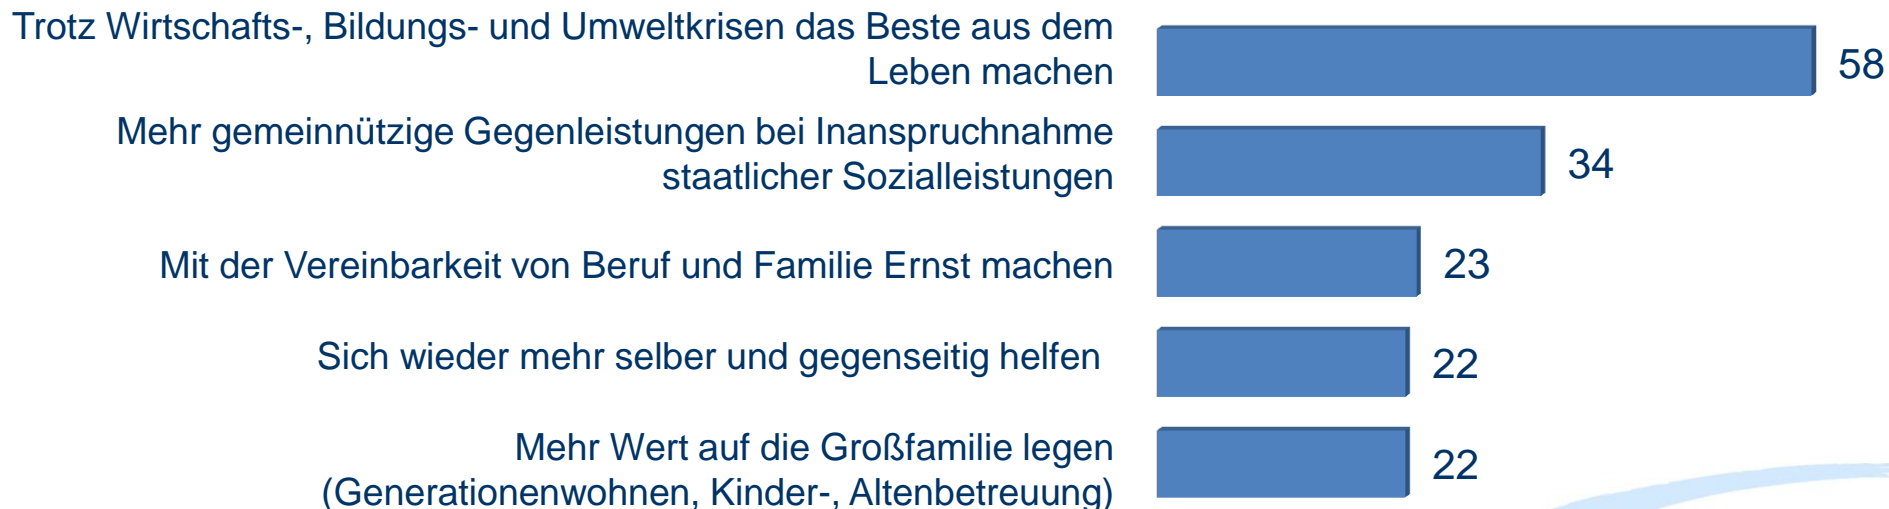 Trotz Wirtschafts-, Bildungs- und Umweltkrisen das Beste aus dem
Leben machen
58
Mehr gemeinnützige Gegenleistungen bei Inanspruchnahme
staatlicher Sozialleistungen
34
Mit der Vereinbarkeit von Beruf und Familie Ernst machen
23
Sich wieder mehr selber und gegenseitig helfen
22
Mehr Wert auf die Großfamilie legen
(Generationenwohnen, Kinder-, Altenbetreuung)
22